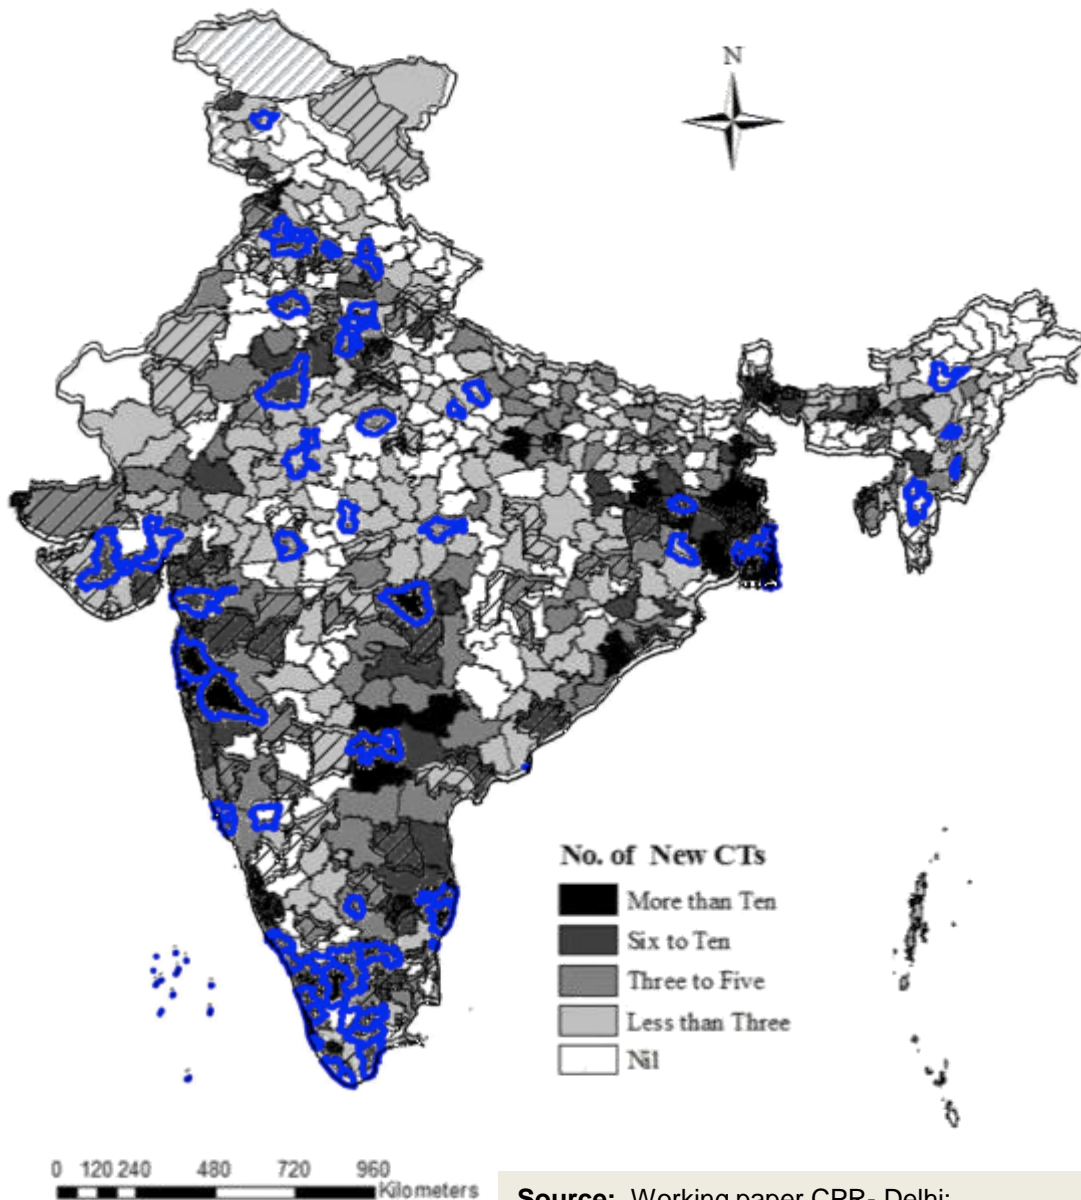 N
No. of New CTs
More than Ten
Six to Ten
Three to Five
Less than Three
Nil
0 120 240 480 720 960
Kilometers
Source: Working paper CPR- Delhi: